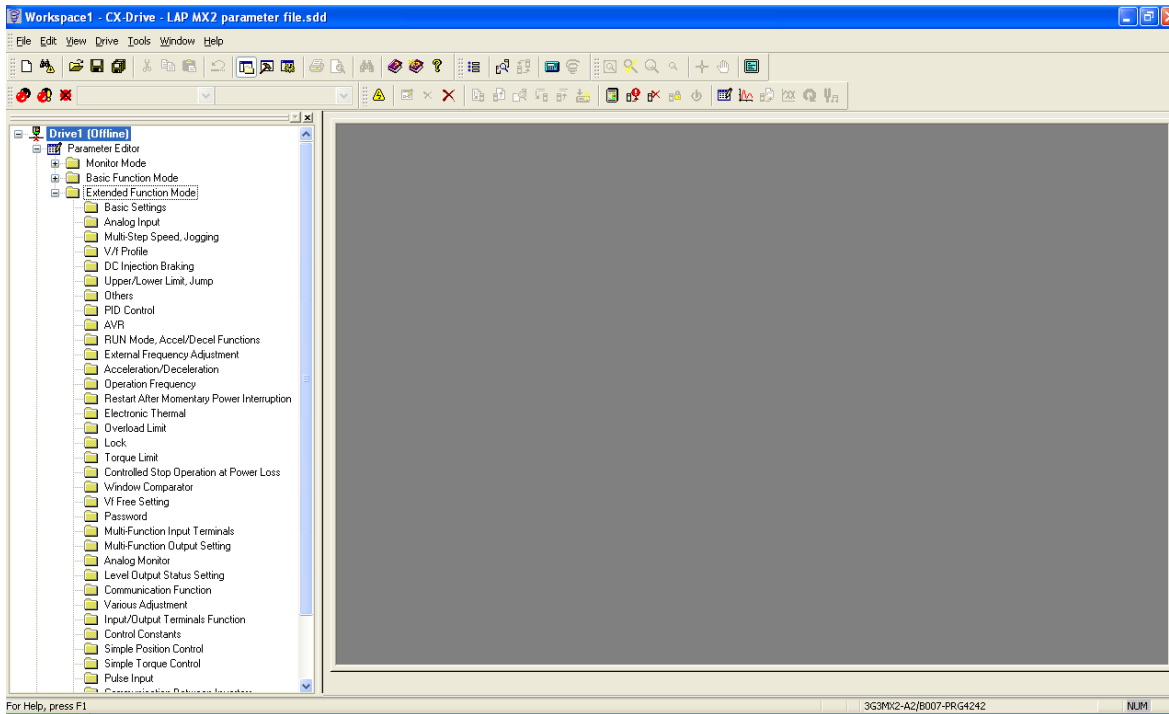 Workspace1 - CX-Drive - LAP MX2 parameter file.sdd
File Edit View Drive Tools Window Help
Drive1 (Offline)
Parameter Editor
Monitor Mode
Basic Function Mode
Extended Function Mode
Basic Settings
Analog Input
Multi-Step Speed, Jogging
V/f Profile
DC Injection Braking
Upper/Lower Limit, Jump
Others
PID Control
AVR
RUN Mode, Accel/Decel Functions
External Frequency Adjustment
Acceleration/Deceleration
Operation Frequency
Restart After Momentary Power Interruption
Electronic Thermal
Overload Limit
Lock
Torque Limit
Controlled Stop Operation at Power Loss
Window Comparator
Vf Free Setting
Password
Multi-Function Input Terminals
Multi-Function Output Setting
Analog Monitor
Level Output Status Setting
Communication Function
Various Adjustment
Input/Output Terminals Function
Control Constants
Simple Position Control
Simple Torque Control
Pulse Input
Communication Between Inverters
For Help, press F1
3G3MX2-A2/B007-PRG4242
NUM